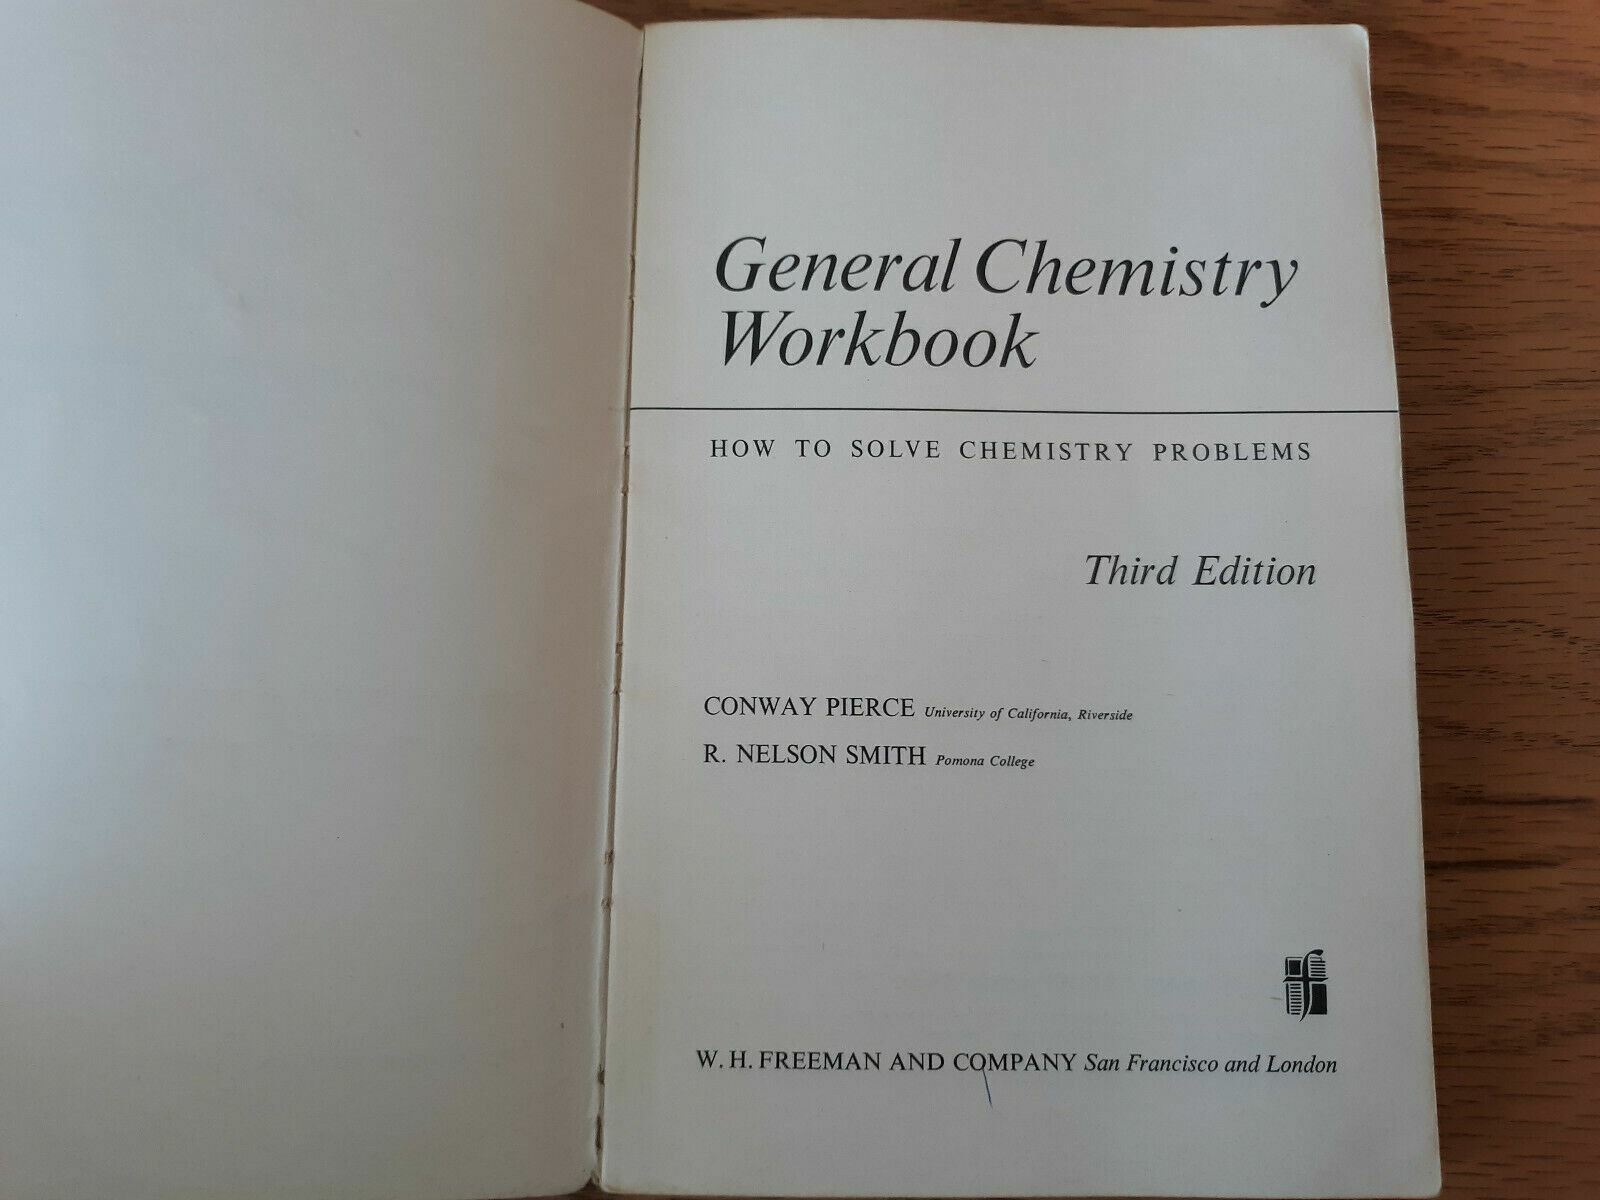 General Chemistry
Workbook
HOW TO SOLVE CHEMISTRY PROBLEMS
Third Edition
CONWAY PIERCE University of California, Riverside
R. NELSON SMITH Pomona College
W. H. FREEMAN AND COMPANY San Francisco and London